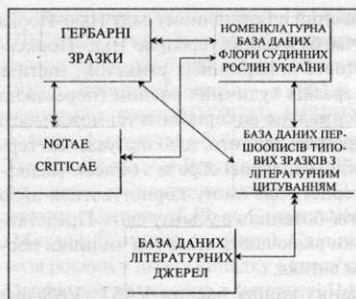 ГЕРБАРНІ
ЗРАЗКИ
НОМЕНКЛАТУРНА
БАЗА ДАНИХ
ФЛОРИ СУДИННИХ
РОСЛИН УКРАЇНИ
NOTAE
CRITICAE
БАЗА ДАНИХ ПЕР-
ШООПИСІВ ТИПО-
ВИХ ЗРАЗКІВ З
ЛІТЕРАТУРНИМ
ЦИТУВАННЯМ
БАЗА ДАНИХ
ЛІТЕРАТУРНИХ
ДЖЕРЕЛ